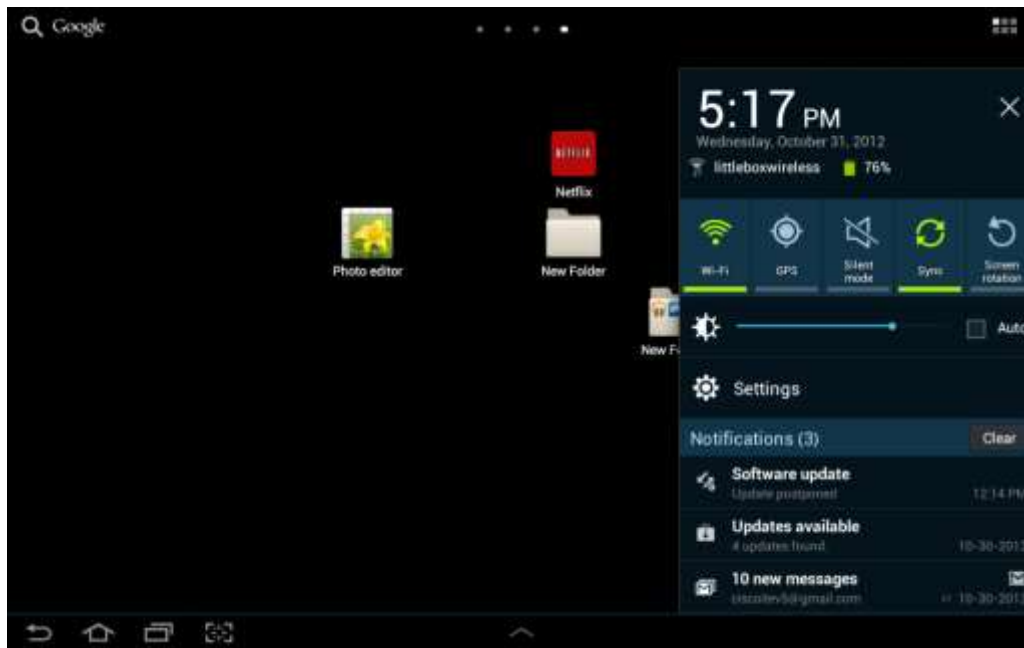 Google
5:17 PM
Wednesday, October 31, 2012
littleboxwireless 76%
NETFLIX
Netflix
Photo editor
New Folder
New F
Wi-Fi
GPS
Silent
mode
Sync
Screen
rotation
Auto
Settings
Notifications (3) Clear
Software update
Update postponed 12:14 PM
Updates available
4 updates found. 10-30-2012
10 new messages
10-30-2012